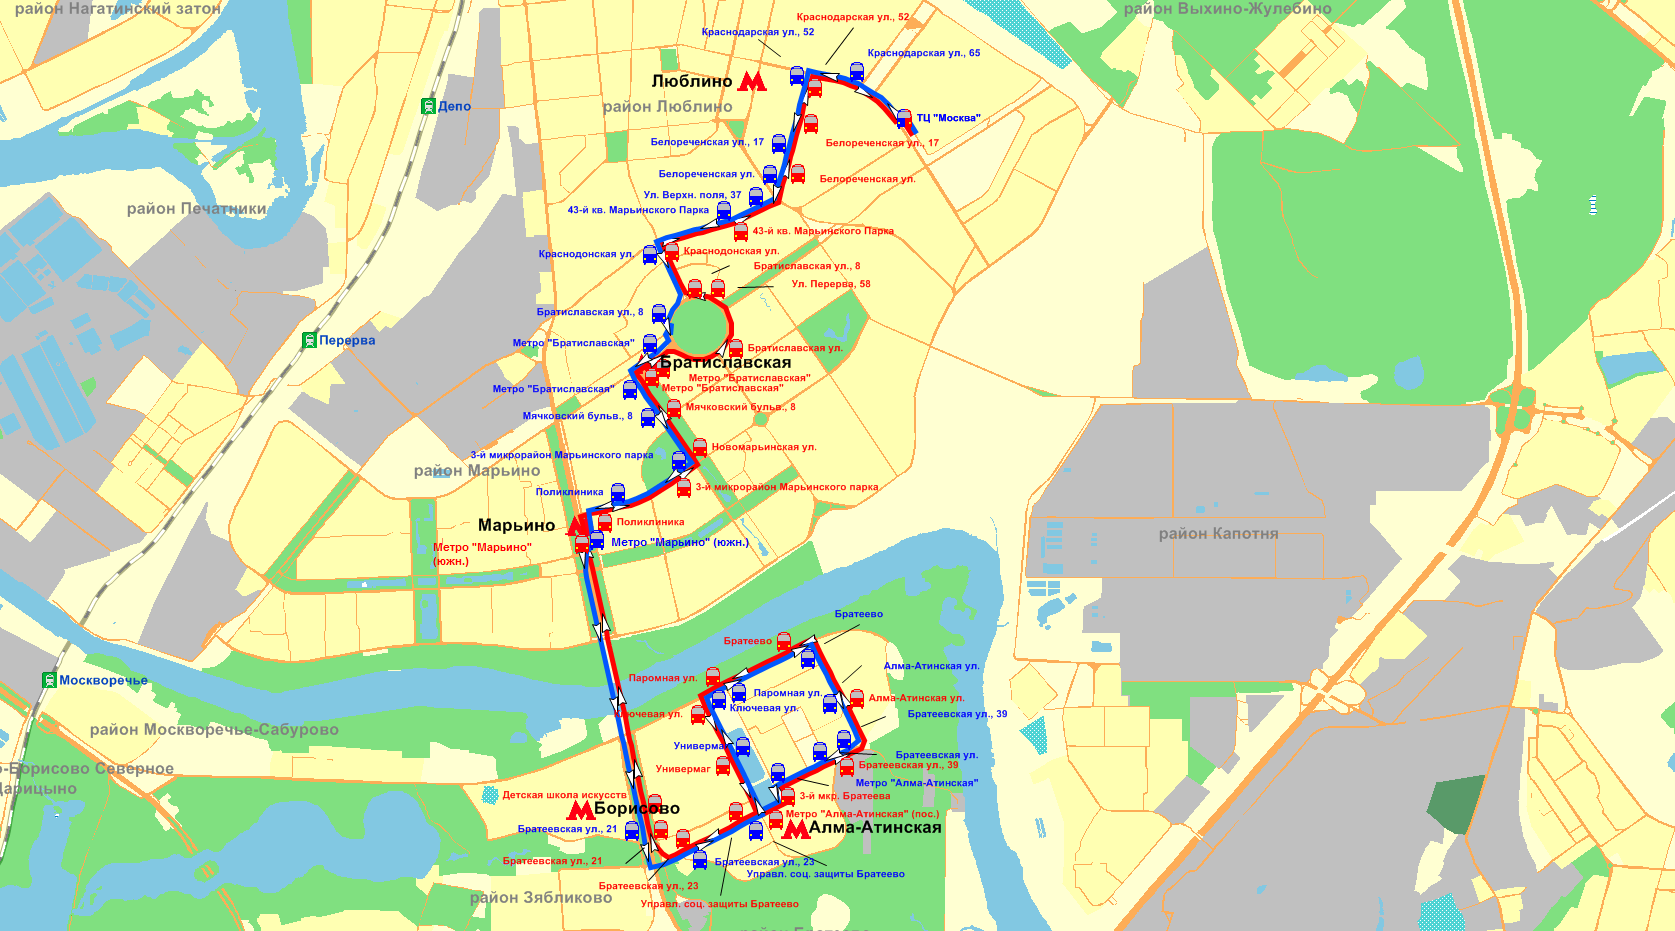 район Нагатинский затон
район Выхино-Жулебино
Краснодарская ул., 52
Краснодарская ул., 52
Краснодарская ул., 65
Люблино
район Люблино
Депо
ТЦ "Москва"
Белореченская ул., 17
Белореченская ул., 17
Белореченская ул.
Белореченская ул.
Ул. Верхн. поля, 37
43-й кв. Марьинского Парка
район Печатники
43-й кв. Марьинского Парка
Краснодонская ул.
Краснодонская ул.
Братиславская ул., 8
Ул. Перерва, 58
Братиславская ул., 8
Перерва
Метро "Братиславская"
Братиславская ул.
Братиславская
Метро "Братиславская"
Метро "Братиславская"
Метро "Братиславская"
Мячковский бульв., 8
Мячковский бульв., 8
Новомарьинская ул.
3-й микрорайон Марьинского парка
район Марьино
3-й микрорайон Марьинского парка
Поликлиника
Поликлиника
Марьино
Метро "Марьино" (южн.)
Метро "Марьино"
(южн.)
район Капотня
Братеево
Братеево
Алма-Атинская ул.
Паромная ул.
Москворечье
Паромная ул.
Алма-Атинская ул.
Ключевая ул.
Ключевая ул.
Братеевская ул., 39
район Москворечье-Сабурово
Универмаг
Братеевская ул.
Универмаг
Братеевская ул., 39
о-Борисово Северное
Царицыно
Метро "Алма-Атинская"
Детская школа искусств
3-й мкр. Братеева
Борисово
Метро "Алма-Атинская" (пос.)
Алма-Атинская
Братеевская ул., 21
Братеевская ул., 21
Братеевская ул., 23
Управл. соц. защиты Братеево
Братеевская ул., 23
район Зябликово
Управл. соц. защиты Братеево